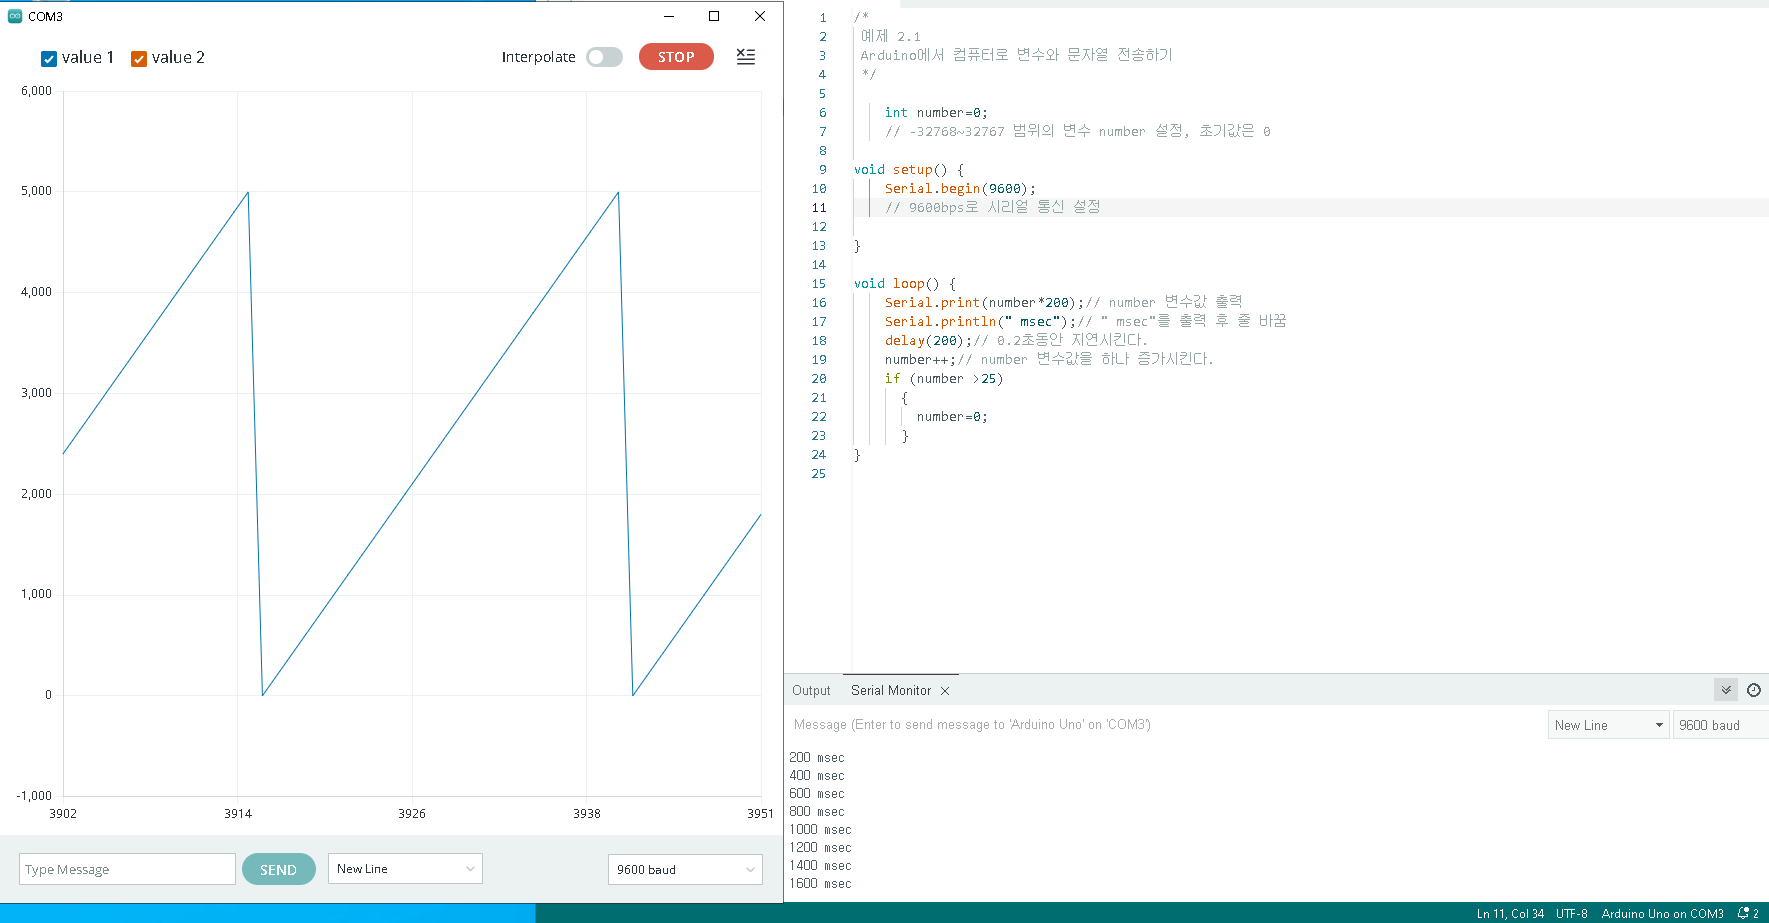 COM3
value 1
value 2
Interpolate
STOP
6,000
5,000
4,000
3,000
2,000
1,000
0
-1,000
3902
3914
3926
3938
3951
Type Message
SEND
New Line
9600 baud
1 /*
2 예제 2.1
3 Arduino에서 컴퓨터로 변수와 문자열 전송하기
4 */
5
6 int number=0;
7 // -32768~32767 범위의 변수 number 설정, 초기값은 0
8
9 void setup() {
10 Serial.begin(9600);
11 // 9600bps로 시리얼 통신 설정
12
13 }
14
15 void loop() {
16 Serial.print(number*200);// number 변수값 출력
17 Serial.println(" msec");// " msec"를 출력 후 줄 바꿈
18 delay(200);// 0.2초동안 지연시킨다.
19 number++;// number 변수값을 하나 증가시킨다.
20 if (number >25)
21 {
22 number=0;
23 }
24 }
25
Output
Serial Monitor
Message (Enter to send message to 'Arduino Uno' on 'COM3')
New Line
9600 baud
200 msec
400 msec
600 msec
800 msec
1000 msec
1200 msec
1400 msec
1600 msec
Ln 11, Col 34 UTF-8 Arduino Uno on COM3 2